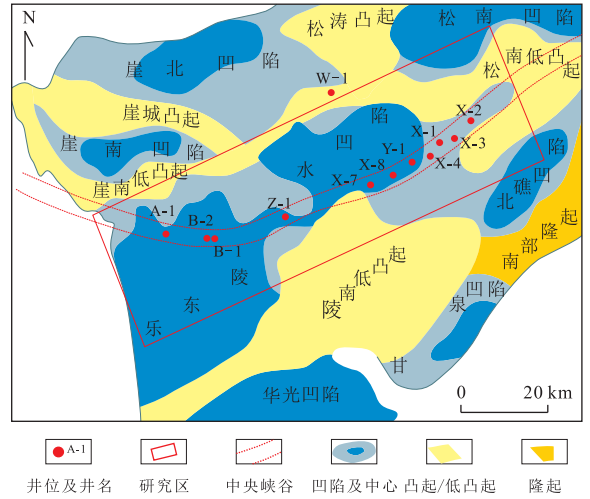 N
松涛凸起
松南凹陷
崖北凹陷
松南低凸起
W-1
崖城凸起
X-2
X-1
X-3
X-4
Y-1
X-8
X-7
崖南凹陷
水凹陷
北礁凹陷
崖南低凸起
Z-1
A-1
B-2
B-1
乐东陵
陵南低凸起
南部隆起
甘泉凹陷
华光凹陷
0 20 km
A-1
井位及井名 研究区 中央峡谷 凹陷及中心 凸起/低凸起 隆起